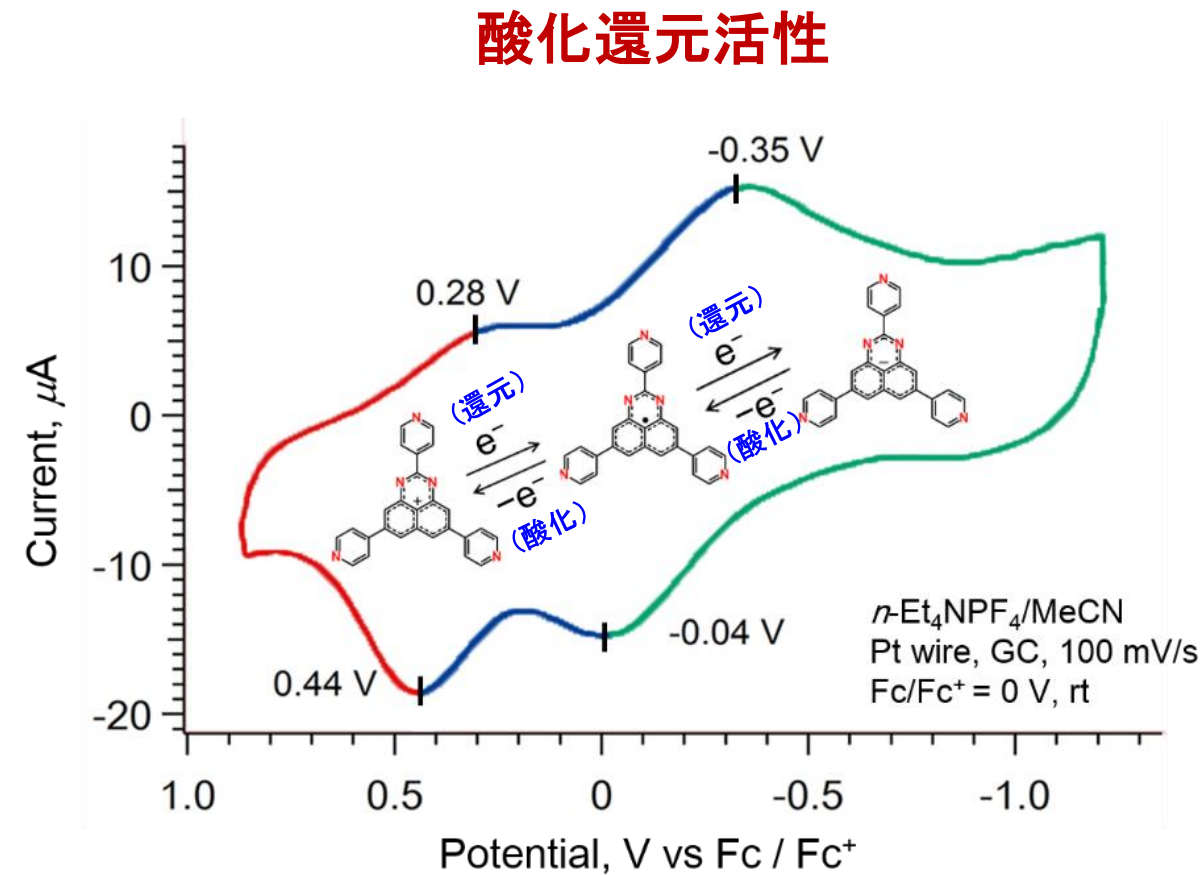 酸化還元活性
-0.35 V
0.28 V
(還元)
e⁻
−e⁻
(酸化)
(還元)
e⁻
−e⁻
(酸化)
0.44 V
-0.04 V
n-Et₄NPF₄/MeCN
Pt wire, GC, 100 mV/s
Fc/Fc⁺ = 0 V, rt
N
N
N
N
N
+
N
N
N
N
N
•
N
N
N
N
N
−
Current, μA
10
0
-10
-20
1.0
0.5
0
-0.5
-1.0
Potential, V vs Fc / Fc⁺